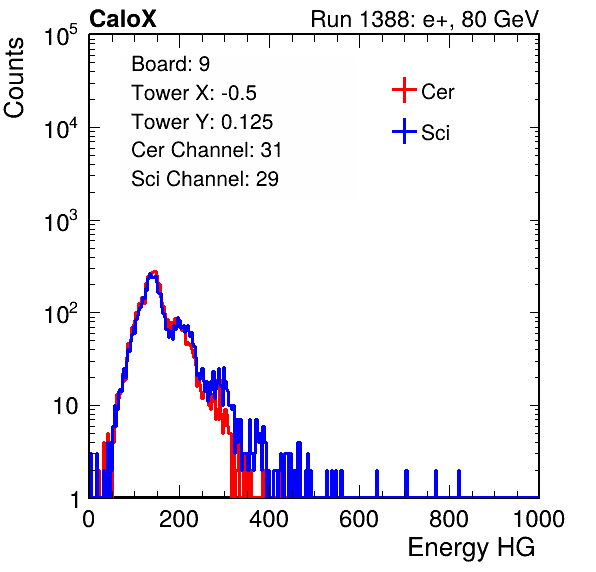 CaloX Run 1388: e+, 80 GeV
Counts
10^5
10^4
10^3
10^2
10
1
Board: 9
Tower X: -0.5
Tower Y: 0.125
Cer Channel: 31
Sci Channel: 29
Cer
Sci
0 200 400 600 800 1000
Energy HG